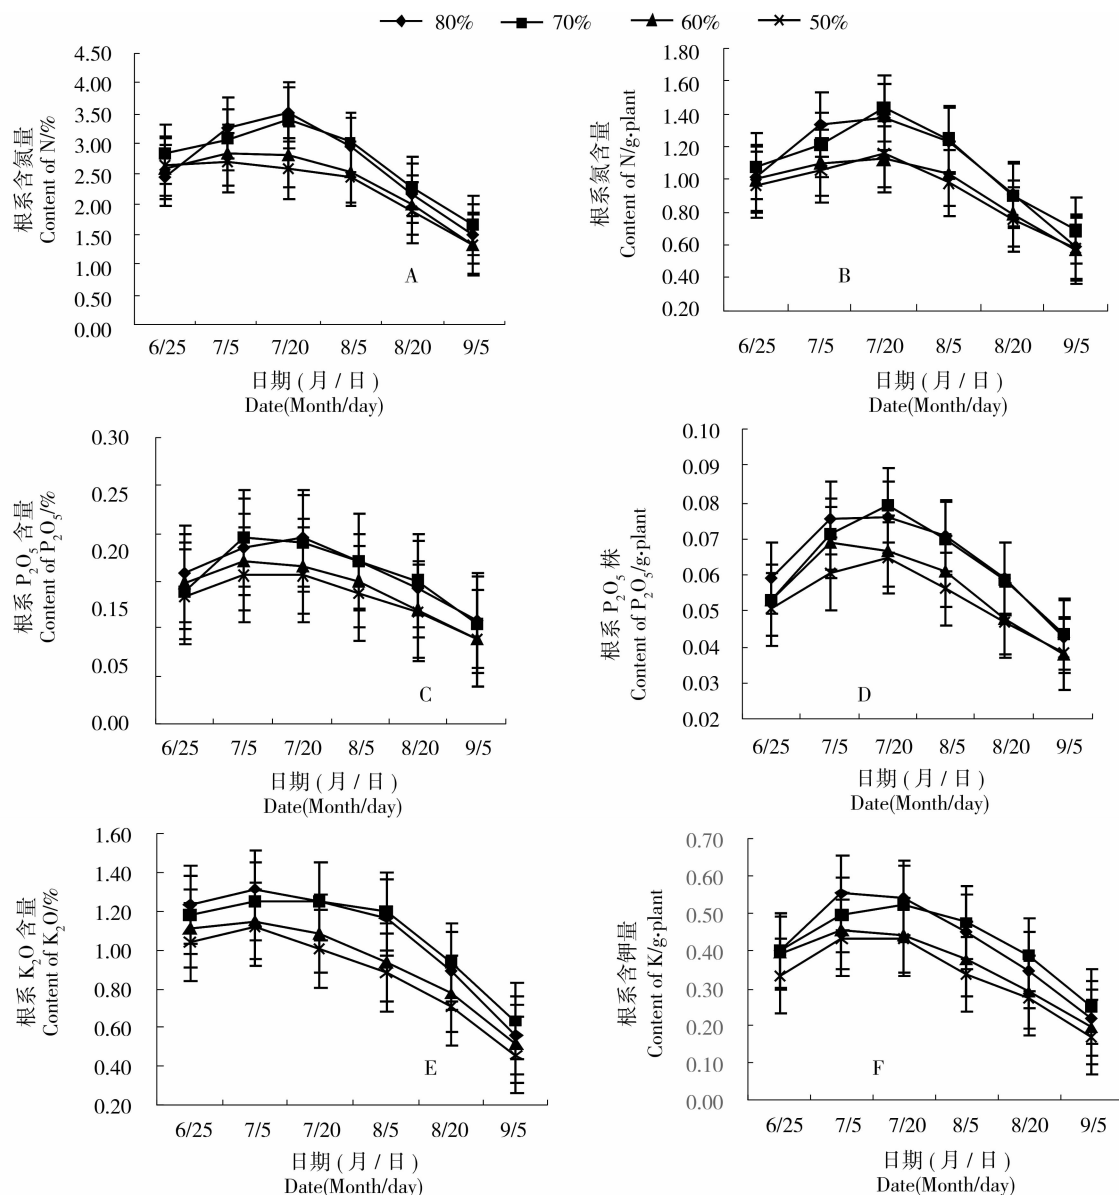 80% 70% 60% 50%
4.50
4.00
3.50
3.00
2.50
2.00
1.50
1.00
0.50
0.00
根系含氮量
Content of N/%
A
6/25 7/5 7/20 8/5 8/20 9/5
日期(月/日)
Date(Month/day)
1.80
1.60
1.40
1.20
1.00
0.80
0.60
0.40
0.20
根系氮含量
Content of N/g·plant
B
6/25 7/5 7/20 8/5 8/20 9/5
日期(月/日)
Date(Month/day)
0.30
0.25
0.20
0.15
0.05
0.00
根系 P₂O₅ 含量
Content of P₂O₅/%
C
6/25 7/5 7/20 8/5 8/20 9/5
日期(月/日)
Date(Month/day)
0.10
0.09
0.08
0.07
0.06
0.05
0.04
0.03
0.02
根系 P₂O₅ 株
Content of P₂O₅/g·plant
D
6/25 7/5 7/20 8/5 8/20 9/5
日期(月/日)
Date(Month/day)
1.60
1.40
1.20
1.00
0.80
0.60
0.40
0.20
根系 K₂O 含量
Content of K₂O/%
E
6/25 7/5 7/20 8/5 8/20 9/5
日期(月/日)
Date(Month/day)
0.70
0.60
0.50
0.40
0.30
0.20
0.10
0.00
根系含钾量
Content of K/g·plant
F
6/25 7/5 7/20 8/5 8/20 9/5
日期(月/日)
Date(Month/day)